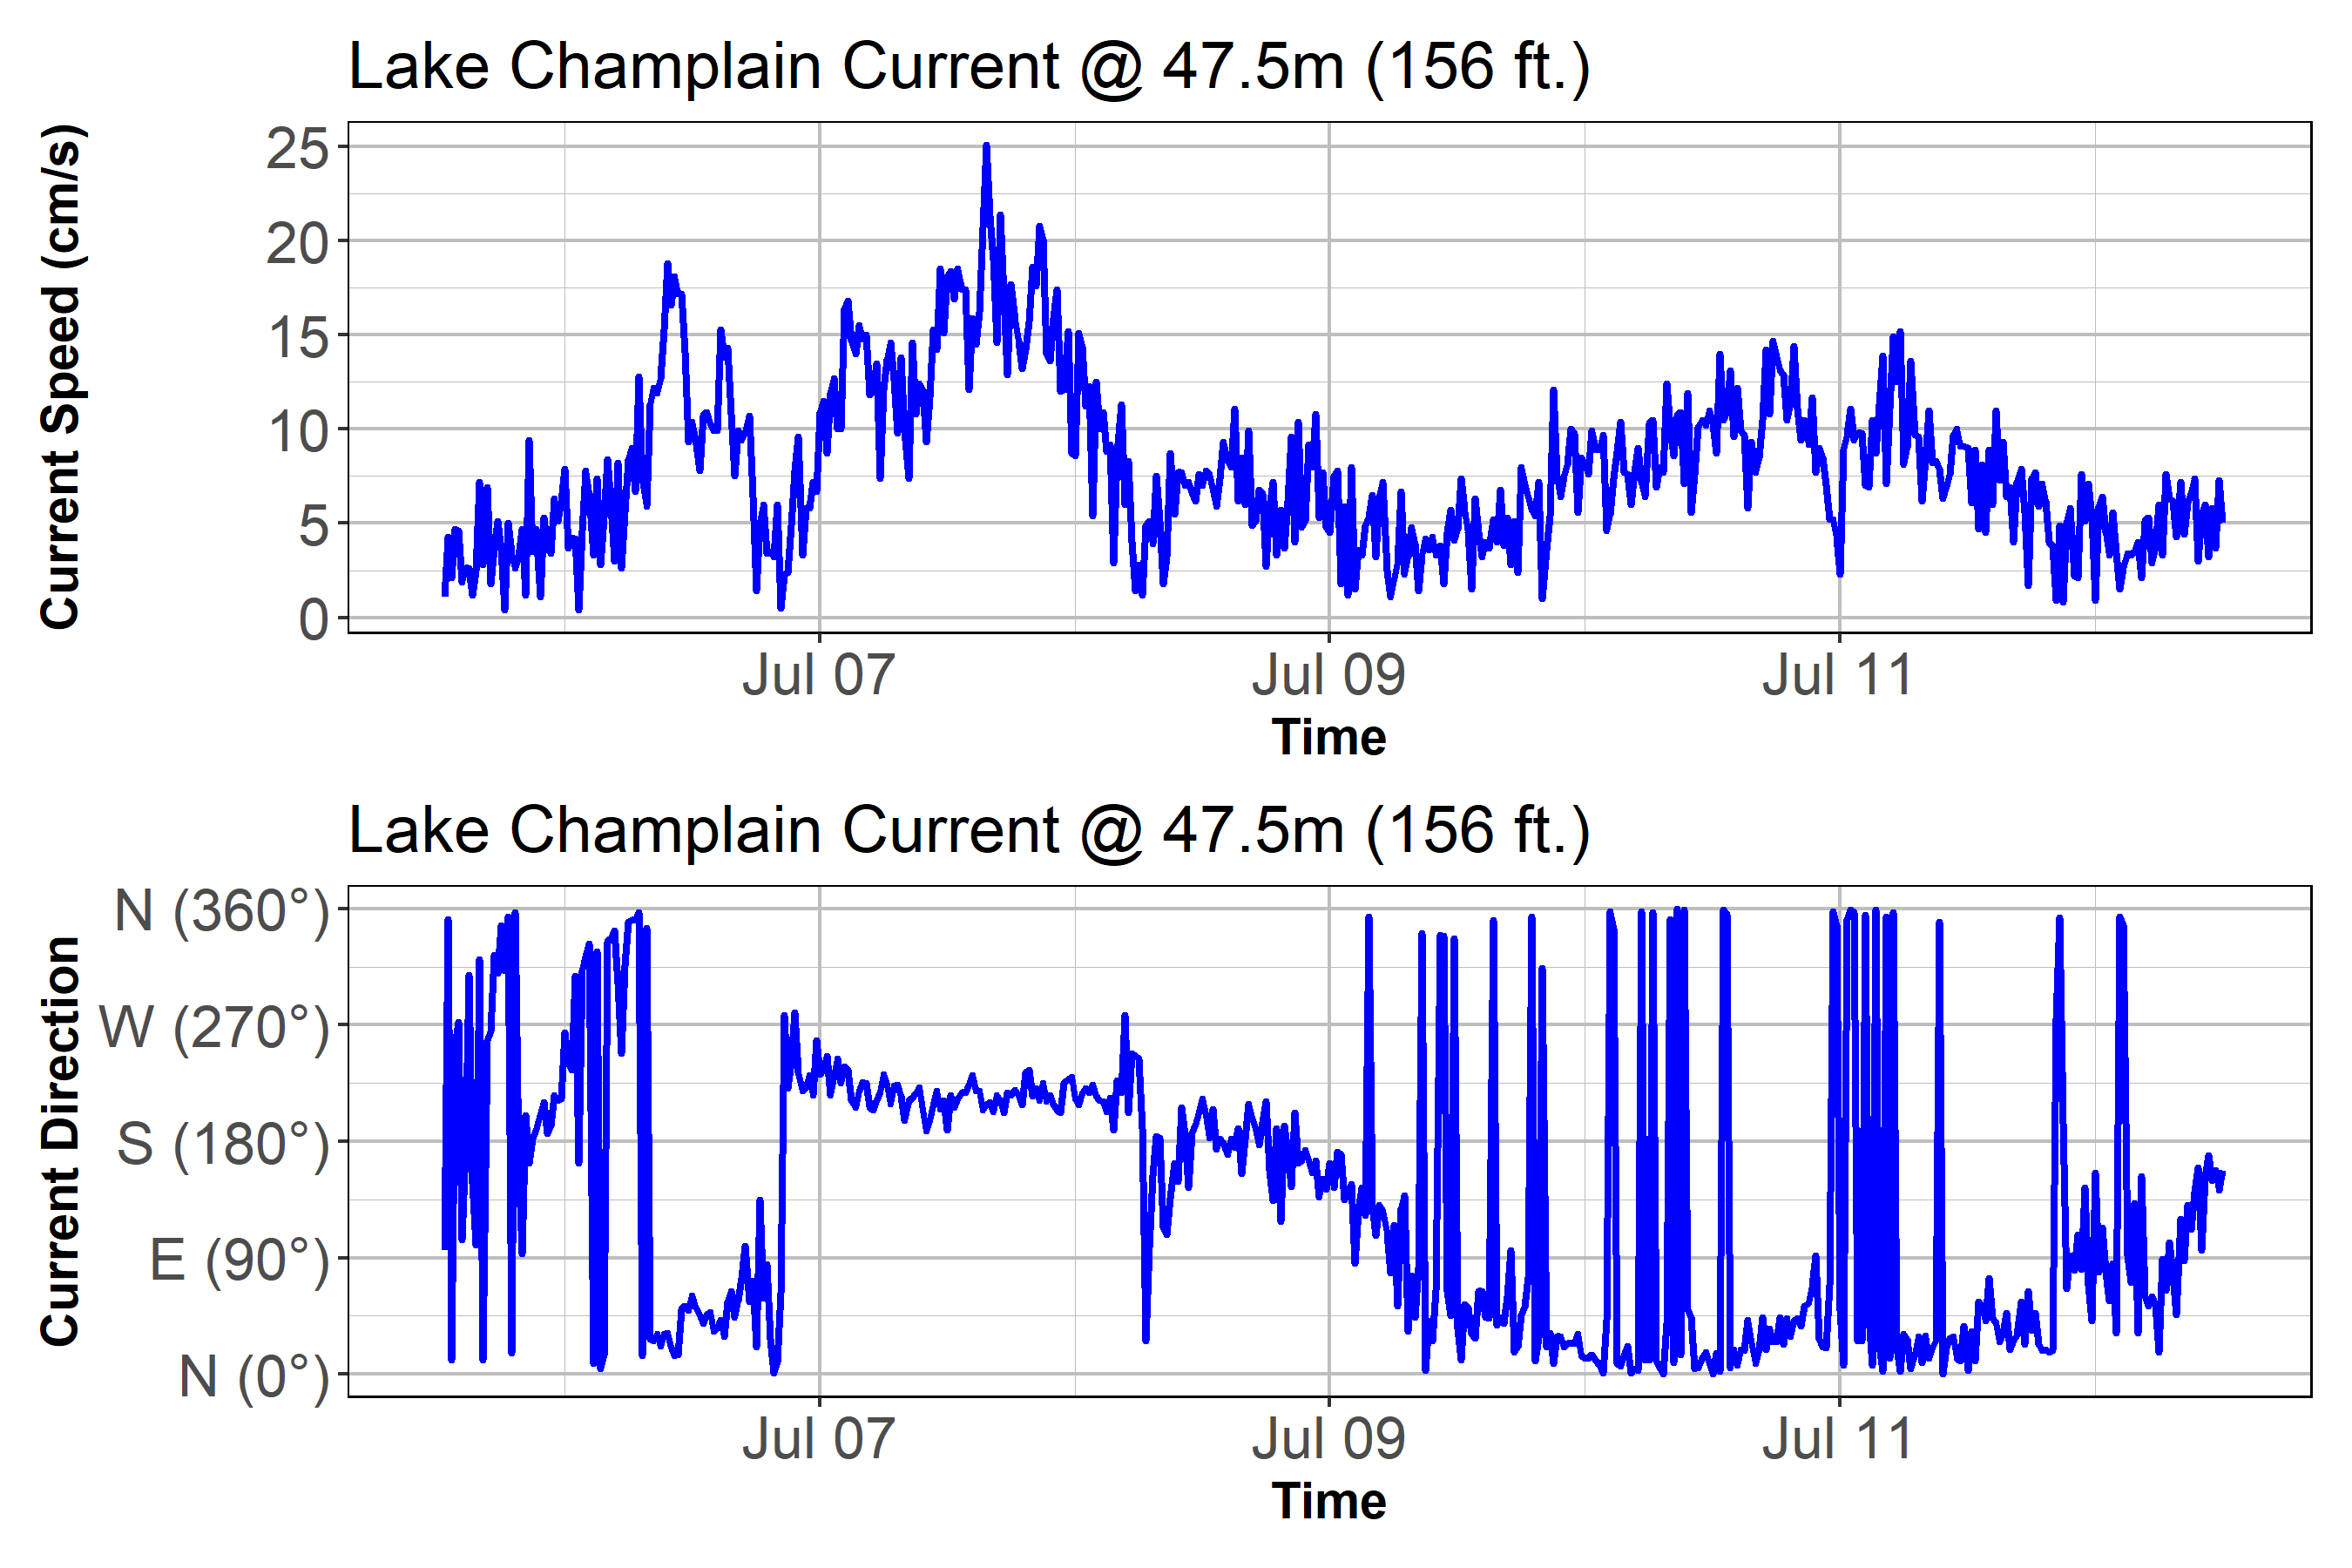 Lake Champlain Current @ 47.5m (156 ft.)
Current Speed (cm/s)
25
20
15
10
5
0
Jul 07 Jul 09 Jul 11
Time
Lake Champlain Current @ 47.5m (156 ft.)
Current Direction
N (360°)
W (270°)
S (180°)
E (90°)
N (0°)
Jul 07 Jul 09 Jul 11
Time